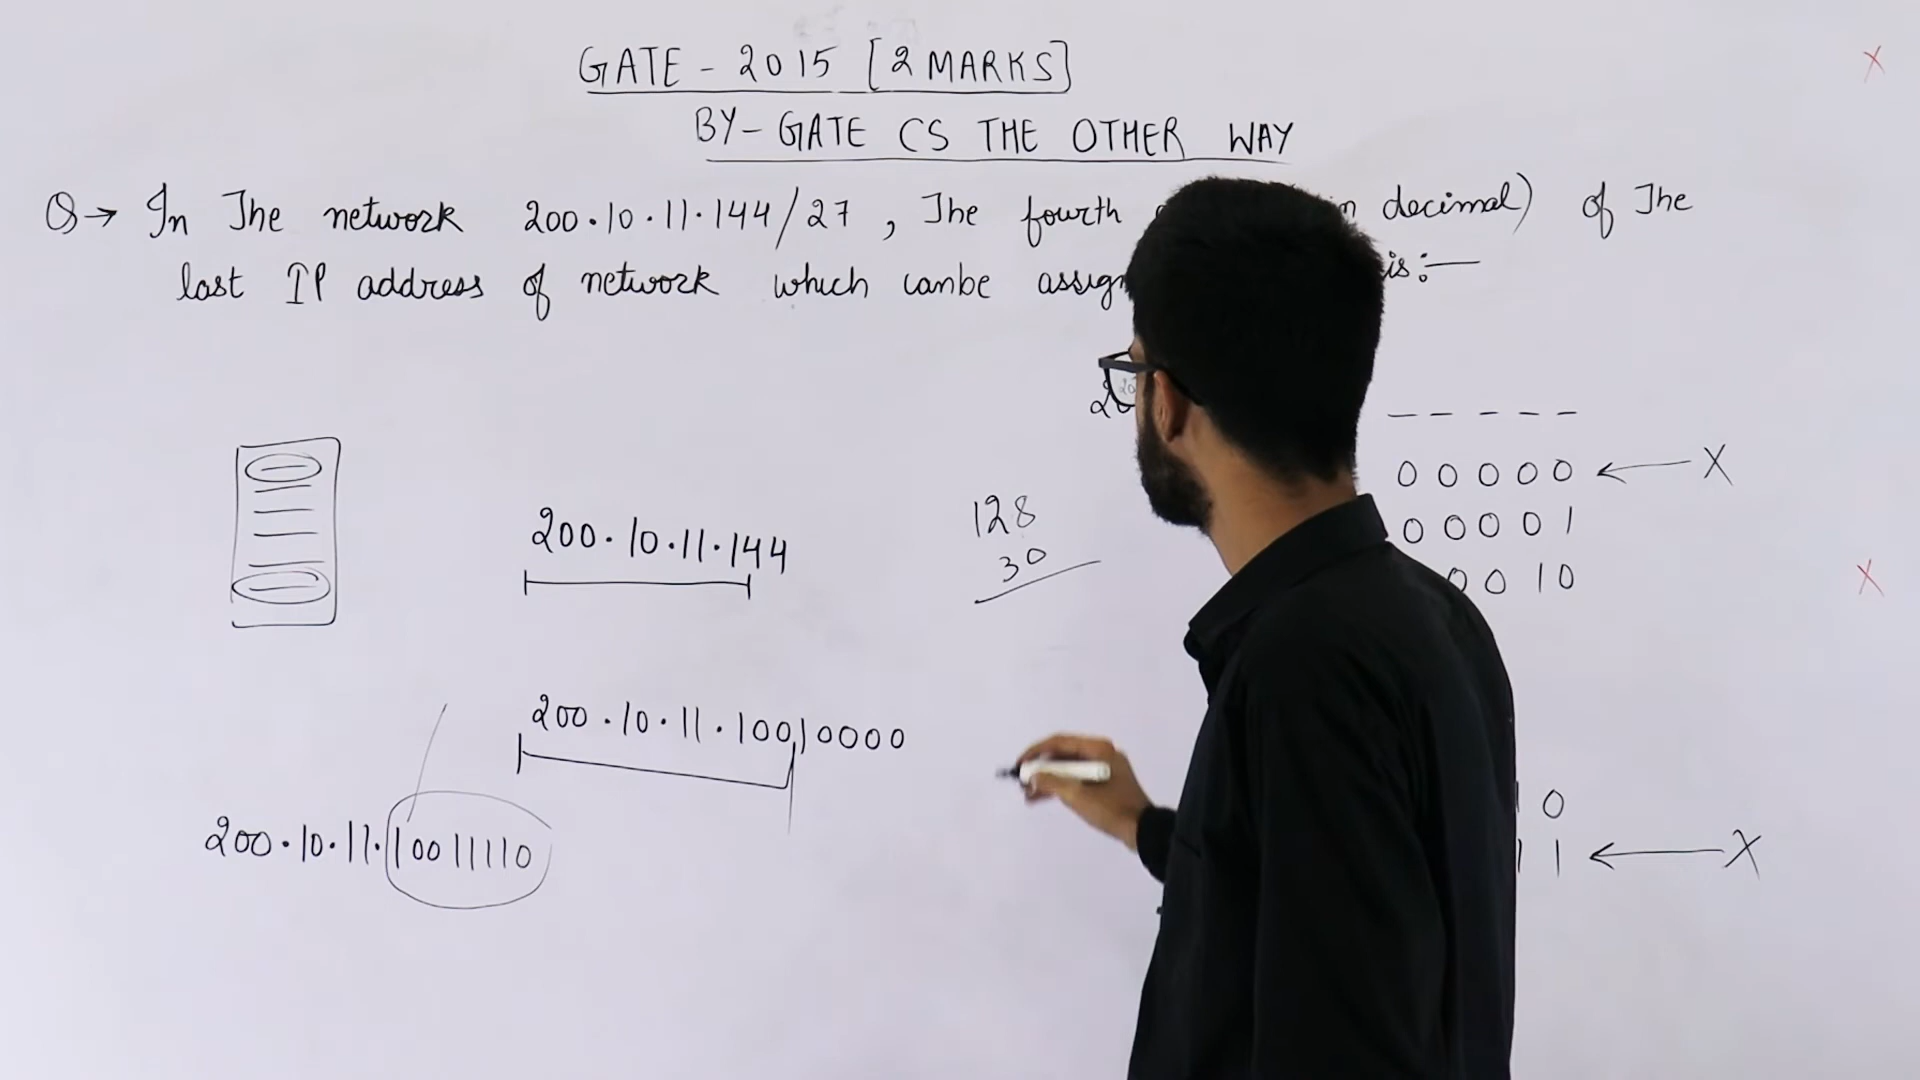 GATE - 2015 [2 MARKS]
BY - GATE CS THE OTHER WAY
Q → In The network 200.10.11.144/27 , The fourth in decimal) of The
last IP address of network which canbe is:—
_ _ _ _ _
0 0 0 0 0 ← X
0 0 0 0 1
0 0 1 0
200.10.11.144
128
30
200.10.11.10010000
200.10.11.10011110
1 0
1 1 ← X
X
X